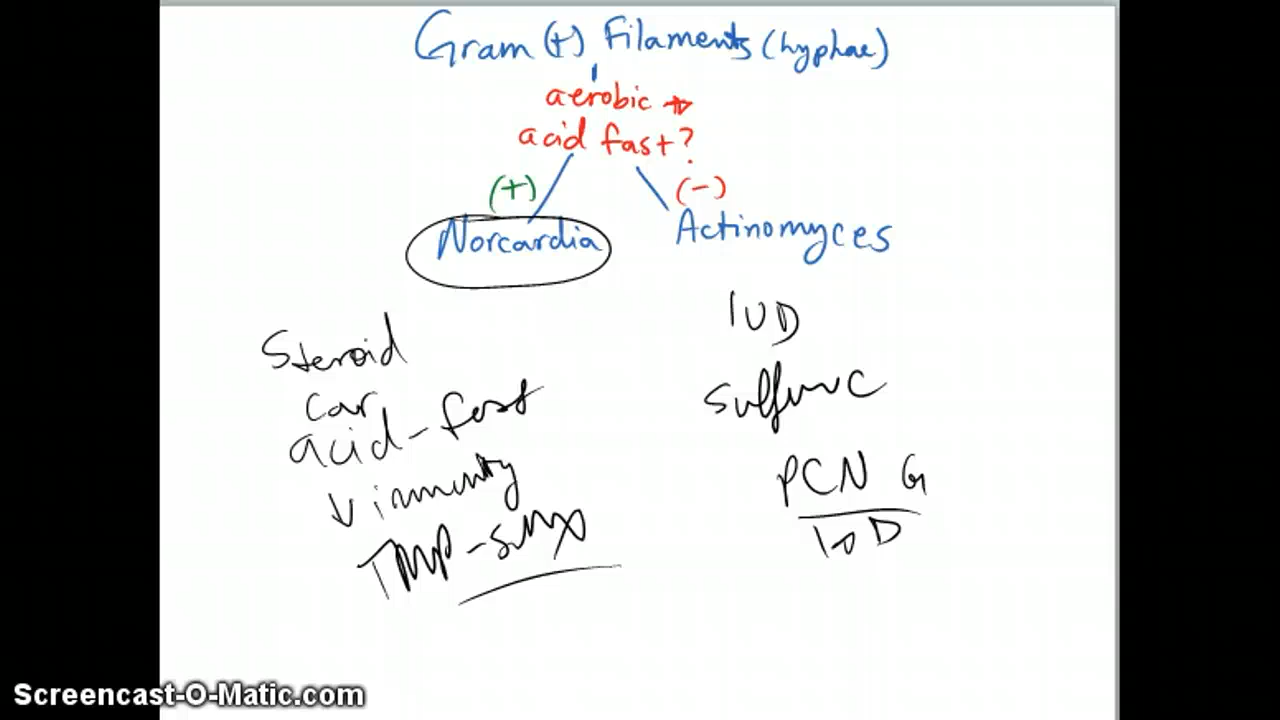 Gram (+) Filaments (hyphae)
aerobic
acid fast?
(+) (-)
Norcardia Actinomyces
IUD
Steroid
sulfur
car
acid-fast
PCN G
↓ immunity
IUD
TMP-SMX
Screencast-O-Matic.com